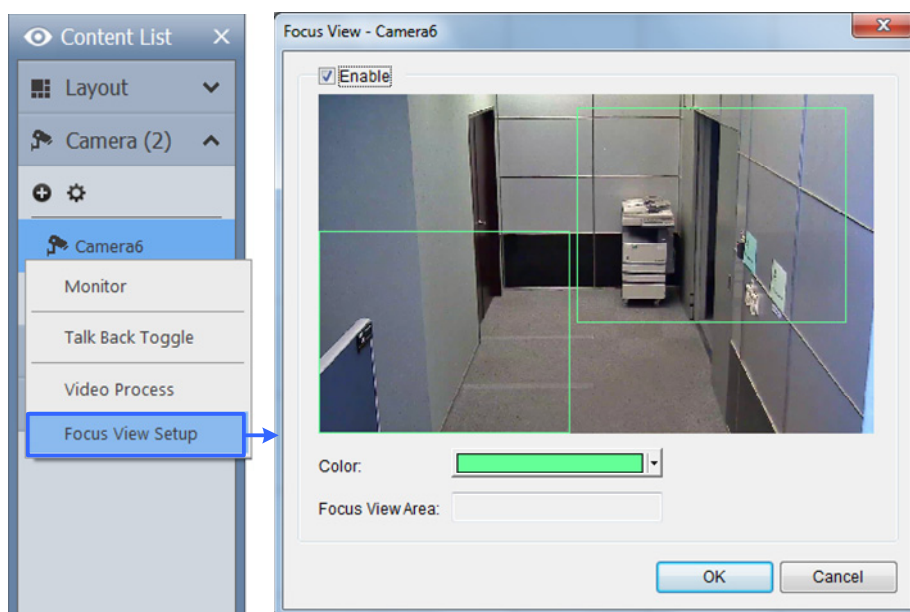 Content List
Layout
Camera (2)
Camera6
Monitor
Talk Back Toggle
Video Process
Focus View Setup
Focus View - Camera6
Enable
Color:
Focus View Area:
OK
Cancel